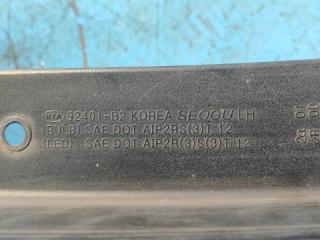 KIA 92401-B2 KOREA SEOGU LH
(BULB) SAE DOT AIP2RS(3)T 12
(LED) SAE DOT AIP2R(3)S(3)T 12